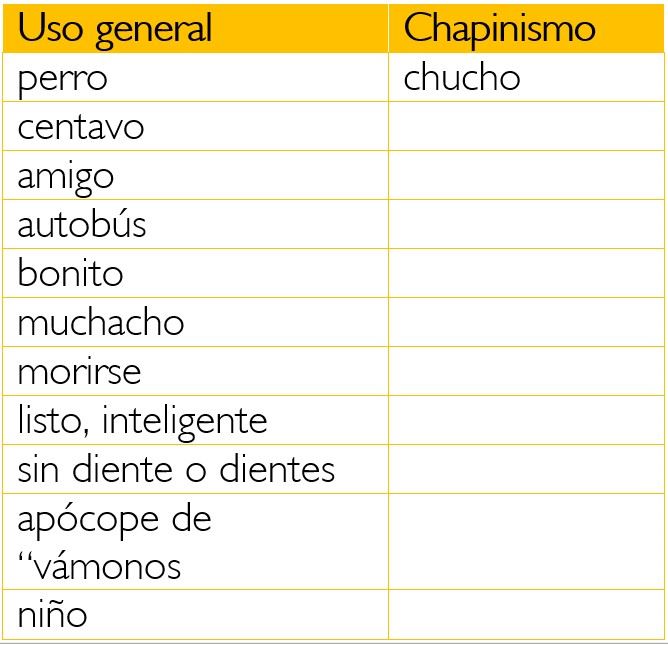 Uso general Chapinismo
perro chucho
centavo
amigo
autobús
bonito
muchacho
morirse
listo, inteligente
sin diente o dientes
apócope de
“vámonos
niño